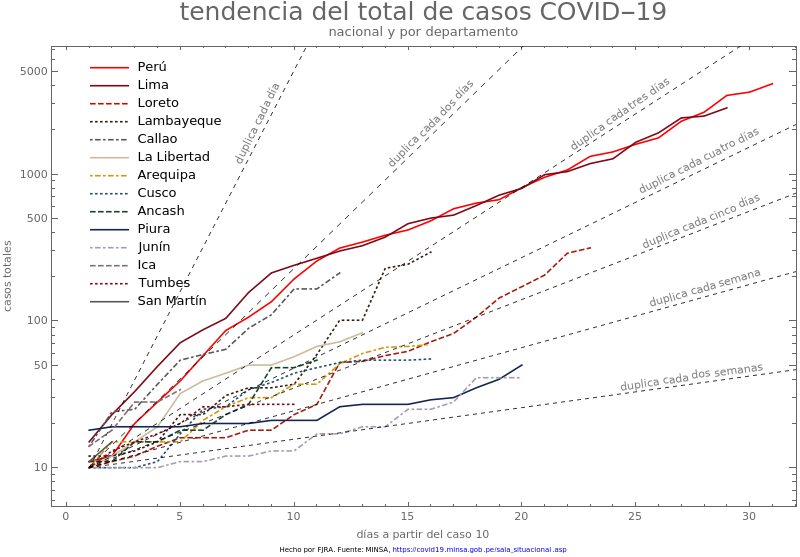 tendencia del total de casos COVID–19
nacional y por departamento
casos totales
5000
1000
500
100
50
10
Perú
Lima
Loreto
Lambayeque
Callao
La Libertad
Arequipa
Cusco
Ancash
Piura
Junín
Ica
Tumbes
San Martín
duplica cada día
duplica cada dos días
duplica cada tres días
duplica cada cuatro días
duplica cada cinco días
duplica cada semana
duplica cada dos semanas
0 5 10 15 20 25 30
días a partir del caso 10
Hecho por FJRA. Fuente: MINSA, https://covid19.minsa.gob.pe/sala_situacional.asp